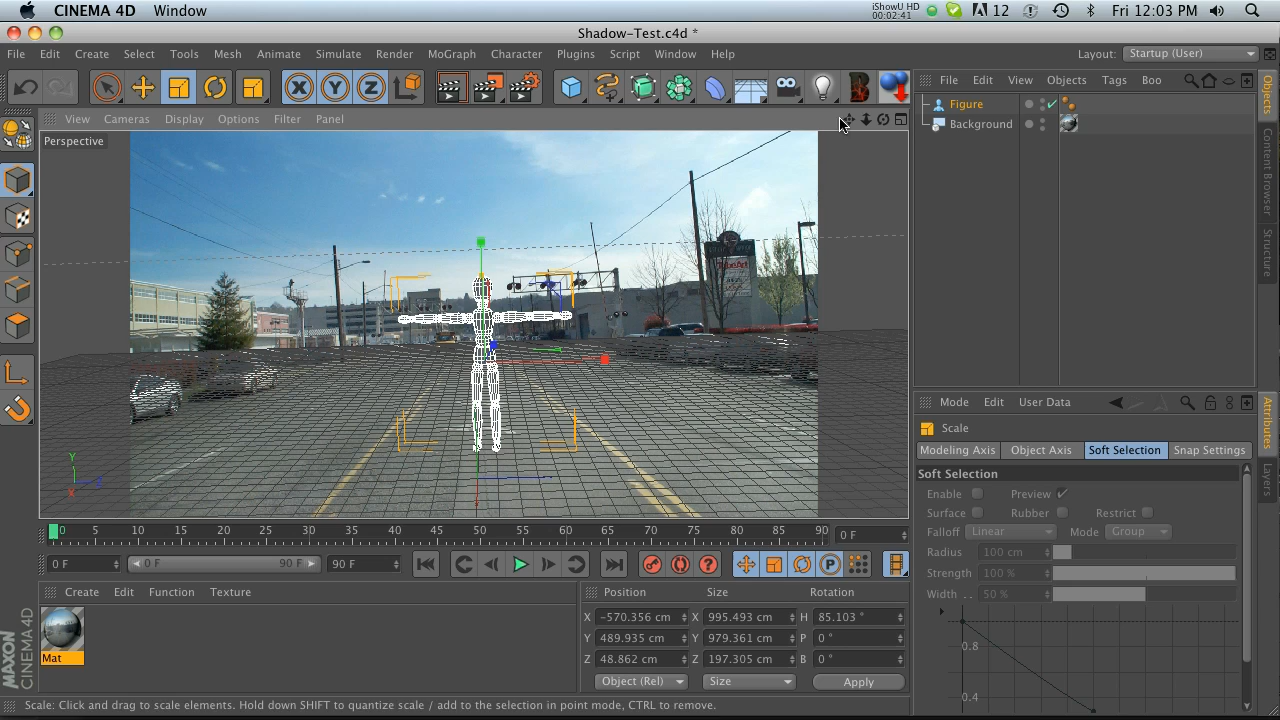 CINEMA 4D Window iShowU HD 00:02:41 12 Fri 12:03 PM
Shadow-Test.c4d *
File Edit Create Select Tools Mesh Animate Simulate Render MoGraph Character Plugins Script Window Help Layout: Startup (User)
X Y Z
File Edit View Objects Tags Boo
View Cameras Display Options Filter Panel
Perspective
Figure
Background
Objects
Content Browser
Structure
Y
X
Z
Mode Edit User Data
Scale
Modeling Axis Object Axis Soft Selection Snap Settings
Soft Selection
Enable Preview
Surface Rubber Restrict
Falloff Linear Mode Group
Radius 100 cm
Strength 100 %
Width .. 50 %
0.8
0.4
Attributes
Layers
0 5 10 15 20 25 30 35 40 45 50 55 60 65 70 75 80 85 90 0 F
0 F 0 F 90 F 90 F P
Create Edit Function Texture
Mat
Position Size Rotation
X -570.356 cm X 995.493 cm H 85.103 °
Y 489.935 cm Y 979.361 cm P 0 °
Z 48.862 cm Z 197.305 cm B 0 °
Object (Rel) Size Apply
MAXON
CINEMA 4D
Scale: Click and drag to scale elements. Hold down SHIFT to quantize scale / add to the selection in point mode, CTRL to remove.